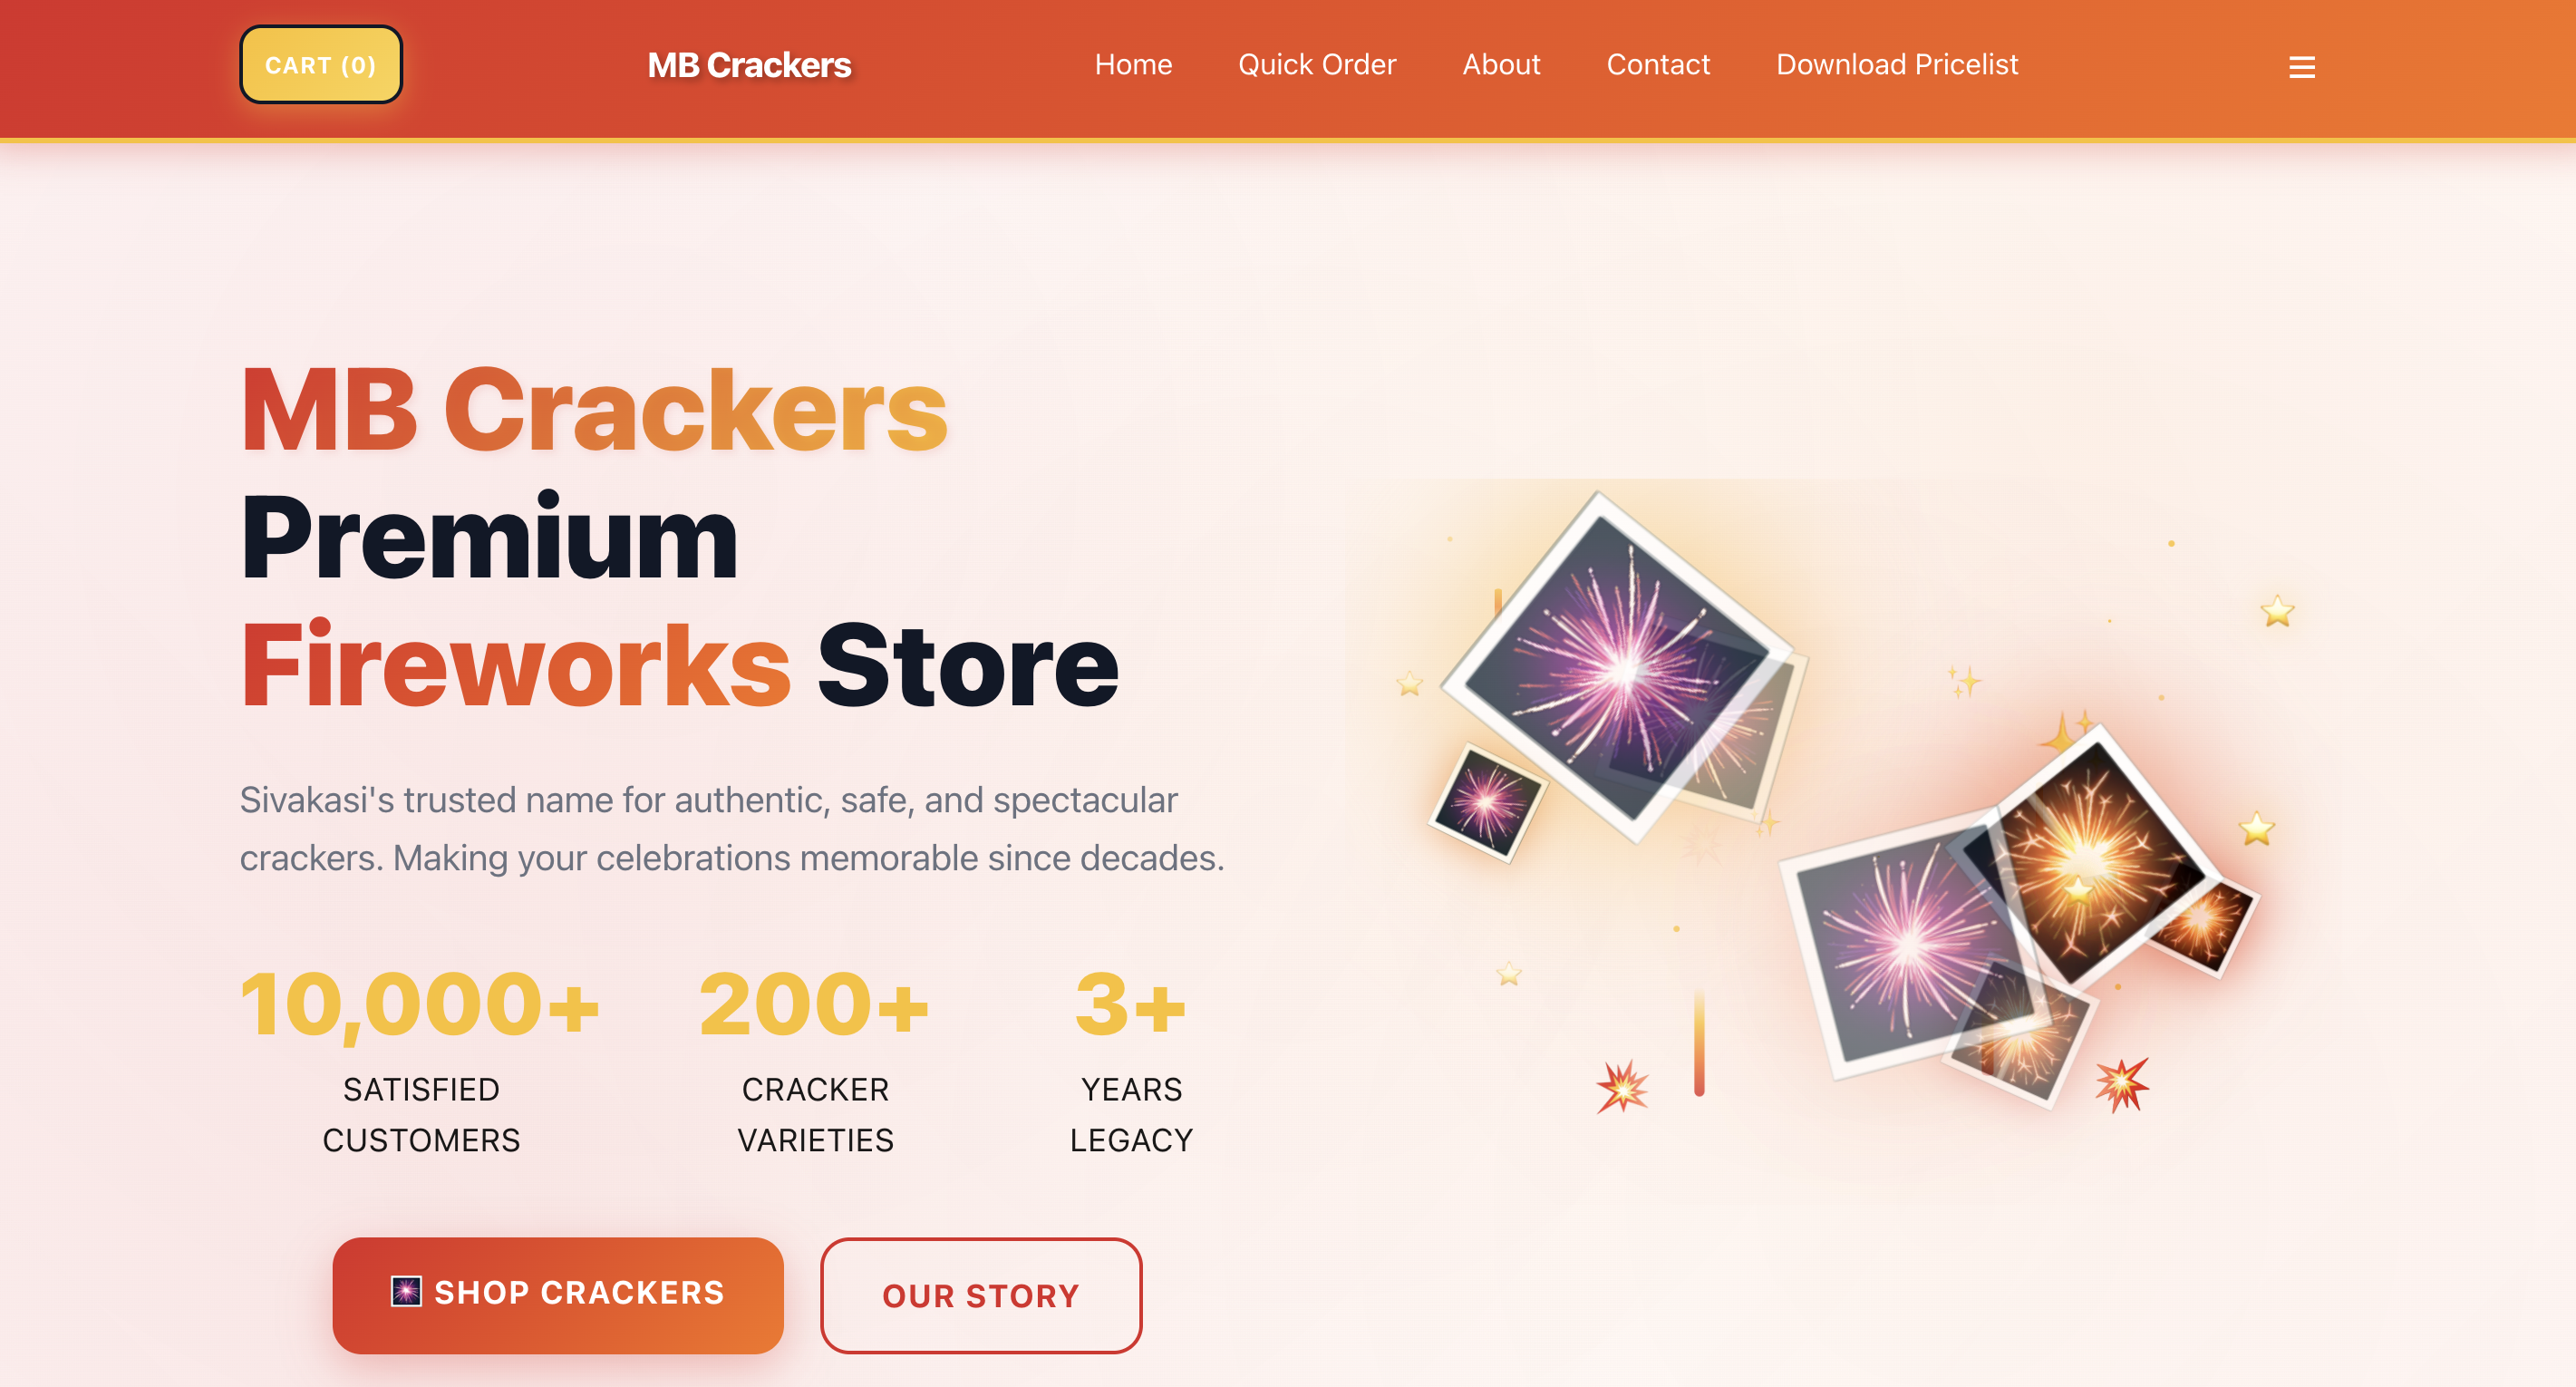 CART (0)
MB Crackers
Home
Quick Order
About
Contact
Download Pricelist
MB Crackers
Premium
Fireworks Store
Sivakasi's trusted name for authentic, safe, and spectacular
crackers. Making your celebrations memorable since decades.
10,000+
SATISFIED
CUSTOMERS
200+
CRACKER
VARIETIES
3+
YEARS
LEGACY
SHOP CRACKERS
OUR STORY